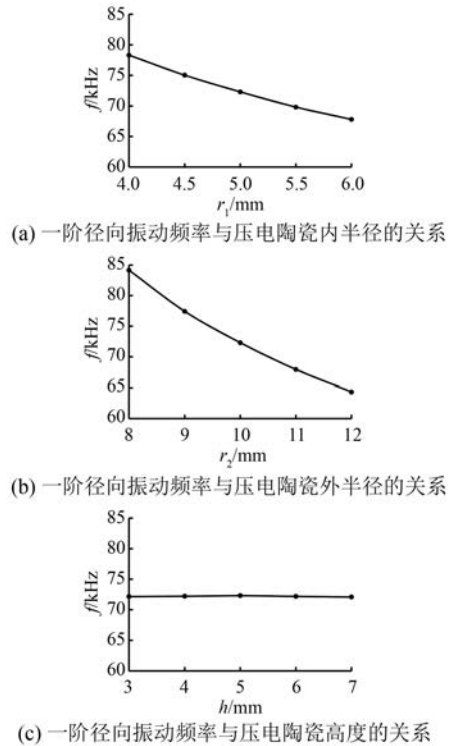 85
80
75
70
65
60
f/kHz
4.0 4.5 5.0 5.5 6.0
r₁/mm
(a) 一阶径向振动频率与压电陶瓷内半径的关系
85
80
75
70
65
60
f/kHz
8 9 10 11 12
r₂/mm
(b) 一阶径向振动频率与压电陶瓷外半径的关系
85
80
75
70
65
60
f/kHz
3 4 5 6 7
h/mm
(c) 一阶径向振动频率与压电陶瓷高度的关系